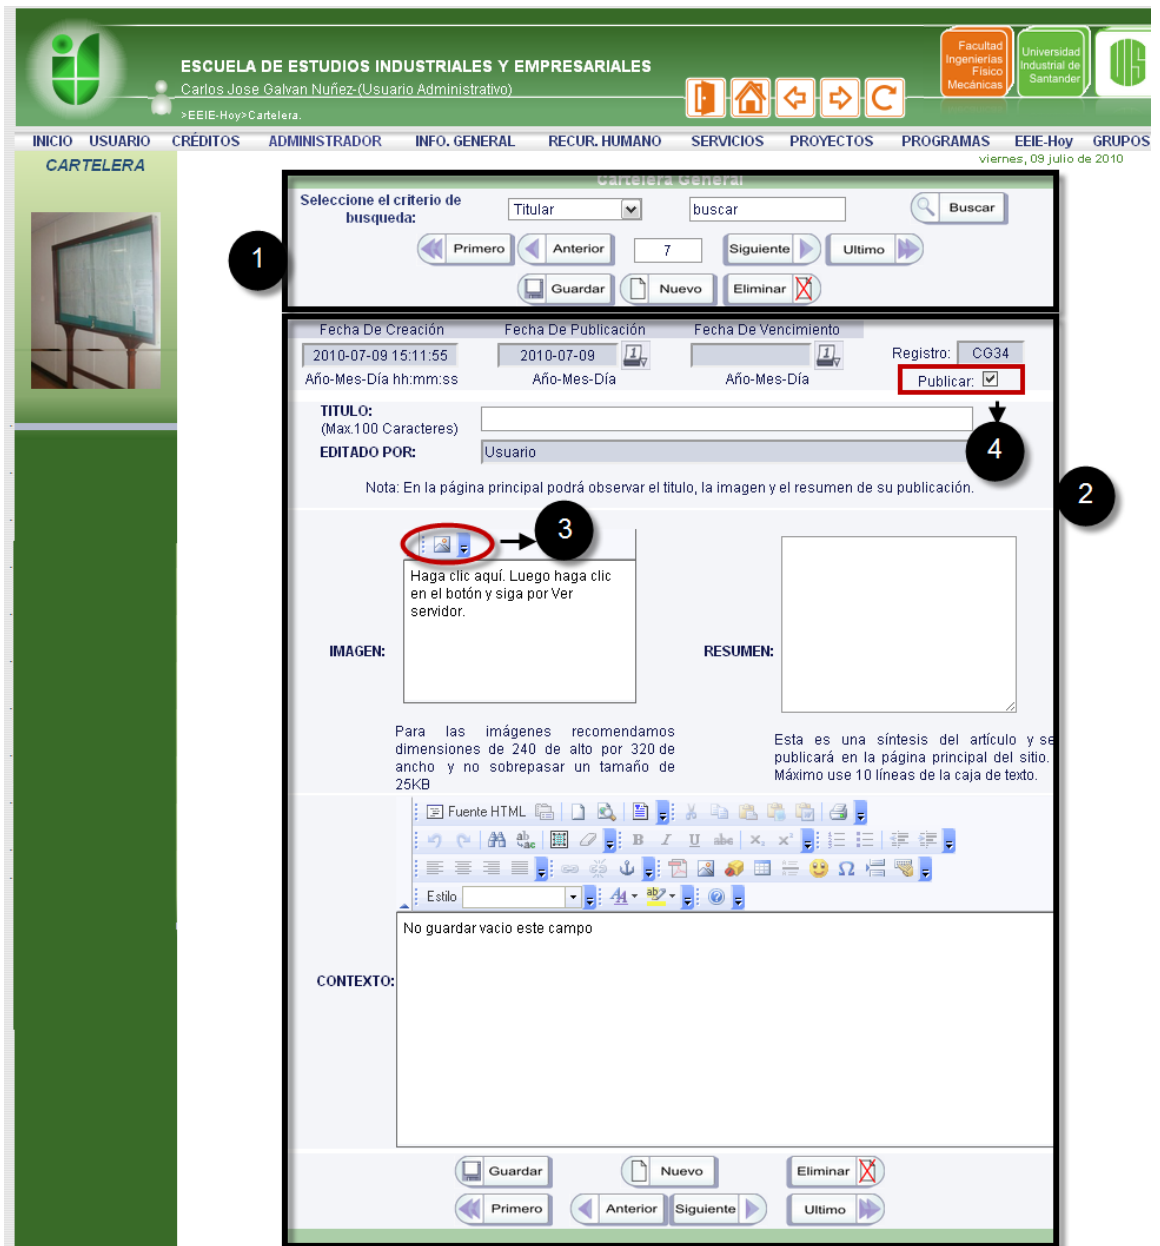 Facultad
Ingenierías
Físico
Mecánicas
Universidad
Industrial de
Santander
UIS
ESCUELA DE ESTUDIOS INDUSTRIALES Y EMPRESARIALES
Carlos Jose Galvan Nuñez-(Usuario Administrativo)
>EEIE-Hoy>Cartelera.
INICIO USUARIO CRÉDITOS ADMINISTRADOR INFO. GENERAL RECUR. HUMANO SERVICIOS PROYECTOS PROGRAMAS EEIE-Hoy GRUPOS
CARTELERA
viernes, 09 julio de 2010
Cartelera General
Seleccione el criterio de
busqueda:
Titular buscar Buscar
1
Primero Anterior 7 Siguiente Ultimo
Guardar Nuevo Eliminar
Fecha De Creación Fecha De Publicación Fecha De Vencimiento
2010-07-09 15:11:55 2010-07-09 Registro: CG34
Año-Mes-Día hh:mm:ss Año-Mes-Día Año-Mes-Día Publicar:
TITULO:
(Max.100 Caracteres)
EDITADO POR: Usuario
4
Nota: En la página principal podrá observar el titulo, la imagen y el resumen de su publicación.
2
3
Haga clic aquí. Luego haga clic
en el botón y siga por Ver
servidor.
IMAGEN:
RESUMEN:
Para las imágenes recomendamos
dimensiones de 240 de alto por 320 de
ancho y no sobrepasar un tamaño de
25KB
Esta es una síntesis del artículo y se
publicará en la página principal del sitio.
Máximo use 10 líneas de la caja de texto.
Fuente HTML
Estilo
No guardar vacio este campo
CONTEXTO:
Guardar Nuevo Eliminar
Primero Anterior Siguiente Ultimo